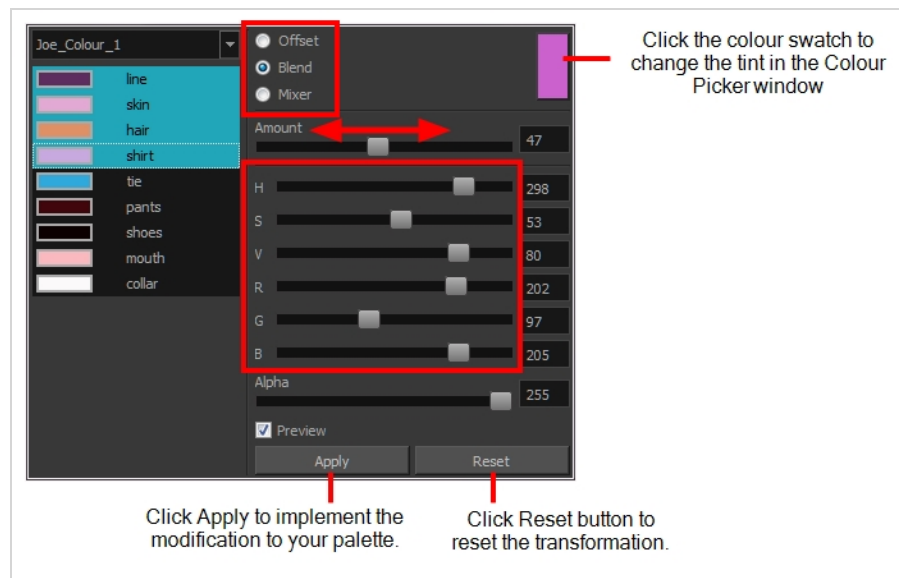 Joe_Colour_1
line
skin
hair
shirt
tie
pants
shoes
mouth
collar
Offset
Blend
Mixer
Click the colour swatch to
change the tint in the Colour
Picker window
Amount
47
H
298
S
53
V
80
R
202
G
97
B
205
Alpha
255
Preview
Apply
Reset
Click Apply to implement the
modification to your palette.
Click Reset button to
reset the transformation.